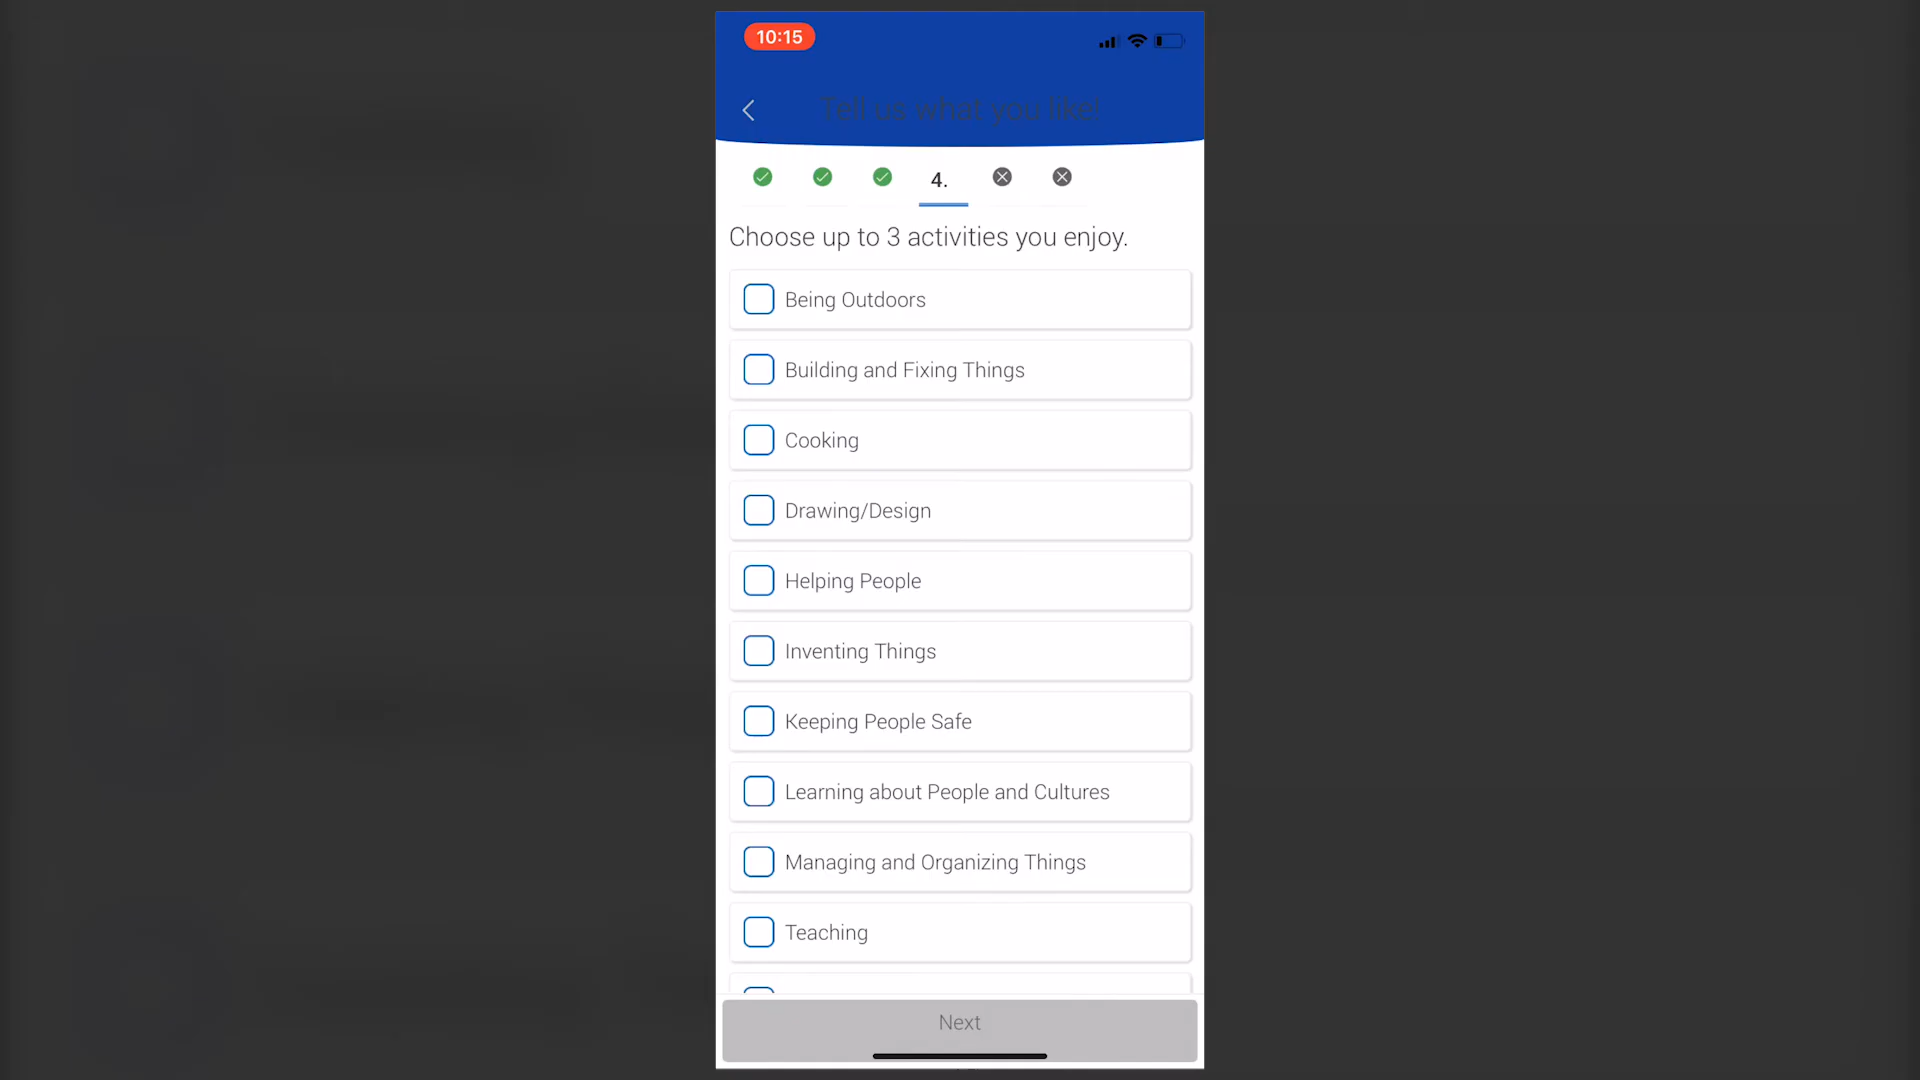 10:15
Tell us what you like!
4.
Choose up to 3 activities you enjoy.
Being Outdoors
Building and Fixing Things
Cooking
Drawing/Design
Helping People
Inventing Things
Keeping People Safe
Learning about People and Cultures
Managing and Organizing Things
Teaching
Next